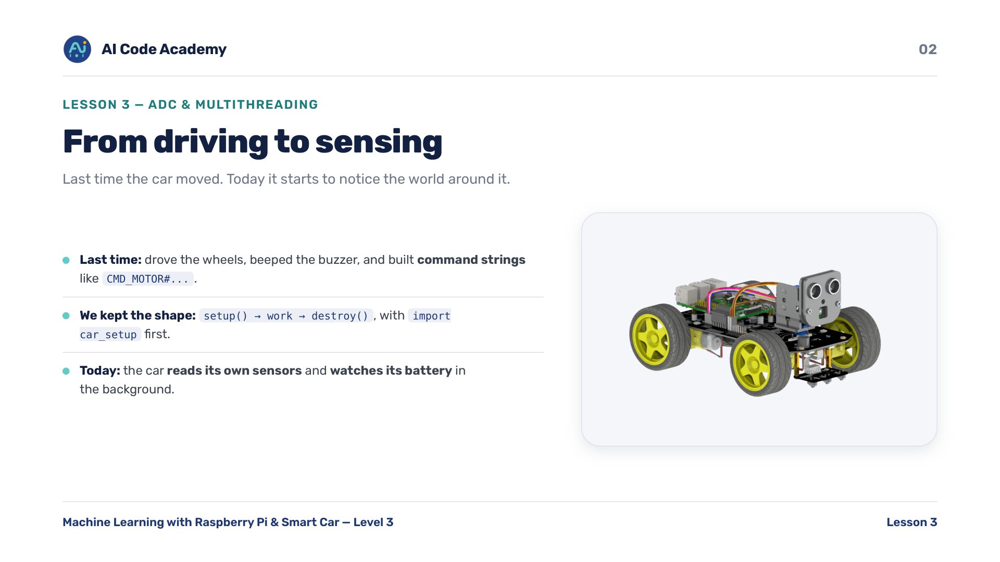 AI Code Academy
02
LESSON 3 — ADC & MULTITHREADING
From driving to sensing
Last time the car moved. Today it starts to notice the world around it.
Last time: drove the wheels, beeped the buzzer, and built command strings
like CMD_MOTOR#... .
We kept the shape: setup() → work → destroy() , with import
car_setup first.
Today: the car reads its own sensors and watches its battery in
the background.
Machine Learning with Raspberry Pi & Smart Car — Level 3
Lesson 3